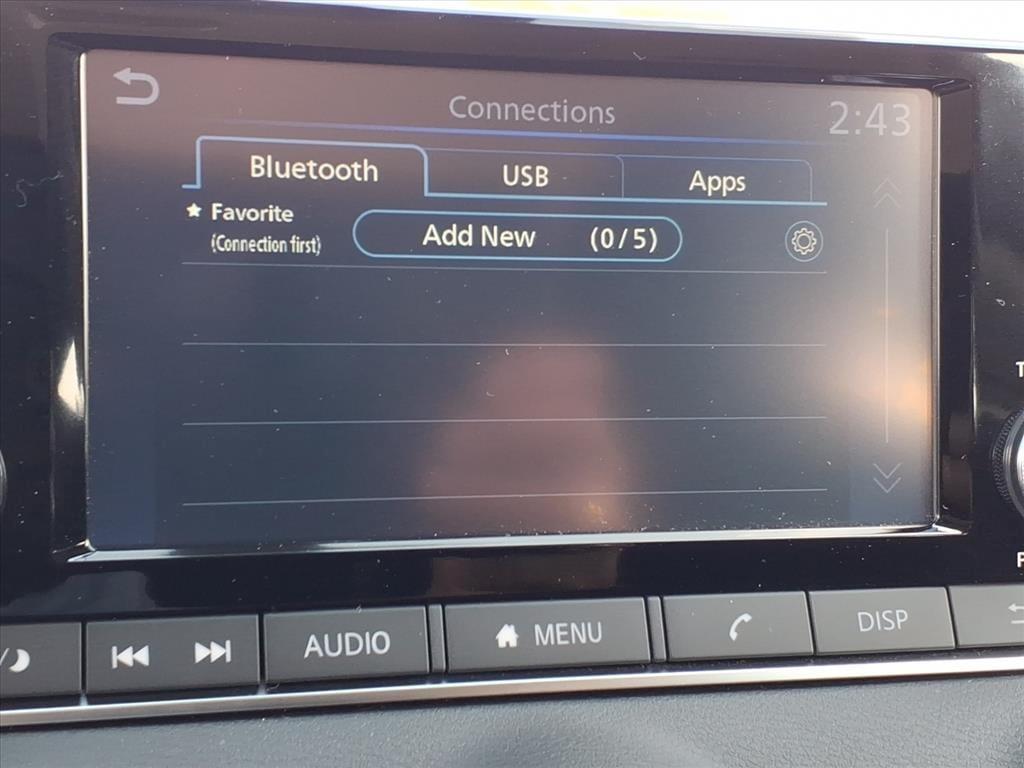 Connections
2:43
Bluetooth
USB
Apps
Favorite
(Connection first)
Add New (0/5)
AUDIO
MENU
DISP